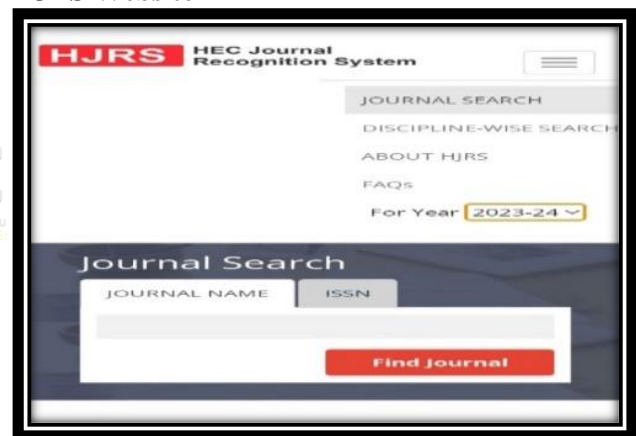 HJRS HEC Journal
Recognition System
JOURNAL SEARCH
DISCIPLINE-WISE SEARCH
ABOUT HJRS
FAQs
For Year 2023-24
Journal Search
JOURNAL NAME ISSN
Find Journal